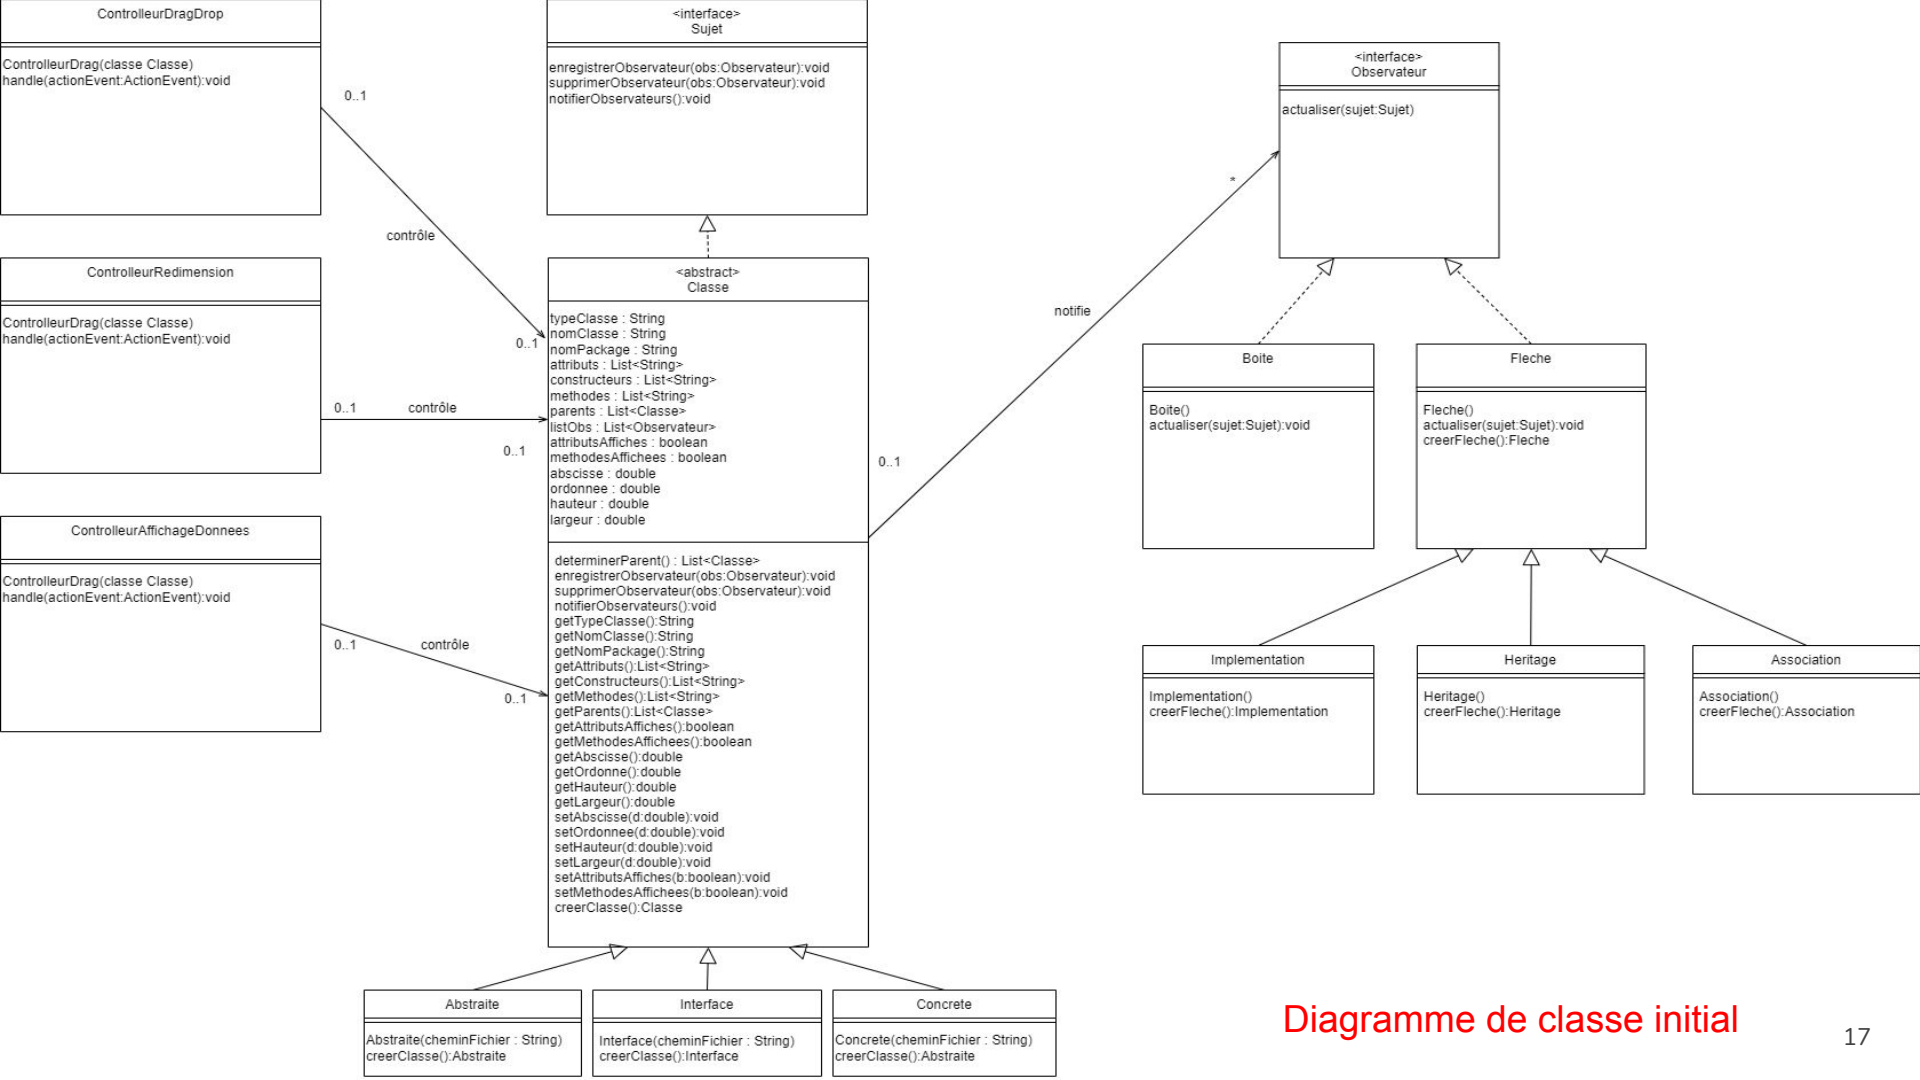 ControlleurDragDrop
ControlleurDrag(classe Classe)
handle(actionEvent:ActionEvent):void
0..1
contrôle
0..1
ControlleurRedimension
ControlleurDrag(classe Classe)
handle(actionEvent:ActionEvent):void
0..1
contrôle
0..1
ControlleurAffichageDonnees
ControlleurDrag(classe Classe)
handle(actionEvent:ActionEvent):void
0..1
contrôle
0..1
<interface>
Sujet
enregistrerObservateur(obs:Observateur):void
supprimerObservateur(obs:Observateur):void
notifierObservateurs():void
<abstract>
Classe
typeClasse : String
nomClasse : String
nomPackage : String
attributs : List<String>
constructeurs : List<String>
methodes : List<String>
parents : List<Classe>
listObs : List<Observateur>
attributsAffiches : boolean
methodesAffichees : boolean
abscisse : double
ordonnee : double
hauteur : double
largeur : double
determinerParent() : List<Classe>
enregistrerObservateur(obs:Observateur):void
supprimerObservateur(obs:Observateur):void
notifierObservateurs():void
getTypeClasse():String
getNomClasse():String
getNomPackage():String
getAttributs():List<String>
getConstructeurs():List<String>
getMethodes():List<String>
getParents():List<Classe>
getAttributsAffiches():boolean
getMethodesAffichees():boolean
getAbscisse():double
getOrdonne():double
getHauteur():double
getLargeur():double
setAbscisse(d:double):void
setOrdonnee(d:double):void
setHauteur(d:double):void
setLargeur(d:double):void
setAttributsAffiches(b:boolean):void
setMethodesAffichees(b:boolean):void
creerClasse():Classe
Abstraite
Abstraite(cheminFichier : String)
creerClasse():Abstraite
Interface
Interface(cheminFichier : String)
creerClasse():Interface
Concrete
Concrete(cheminFichier : String)
creerClasse():Abstraite
0..1
notifie
*
<interface>
Observateur
actualiser(sujet:Sujet)
Boite
Boite()
actualiser(sujet:Sujet):void
Fleche
Fleche()
actualiser(sujet:Sujet):void
creerFleche():Fleche
Implementation
Implementation()
creerFleche():Implementation
Heritage
Heritage()
creerFleche():Heritage
Association
Association()
creerFleche():Association
Diagramme de classe initial
17